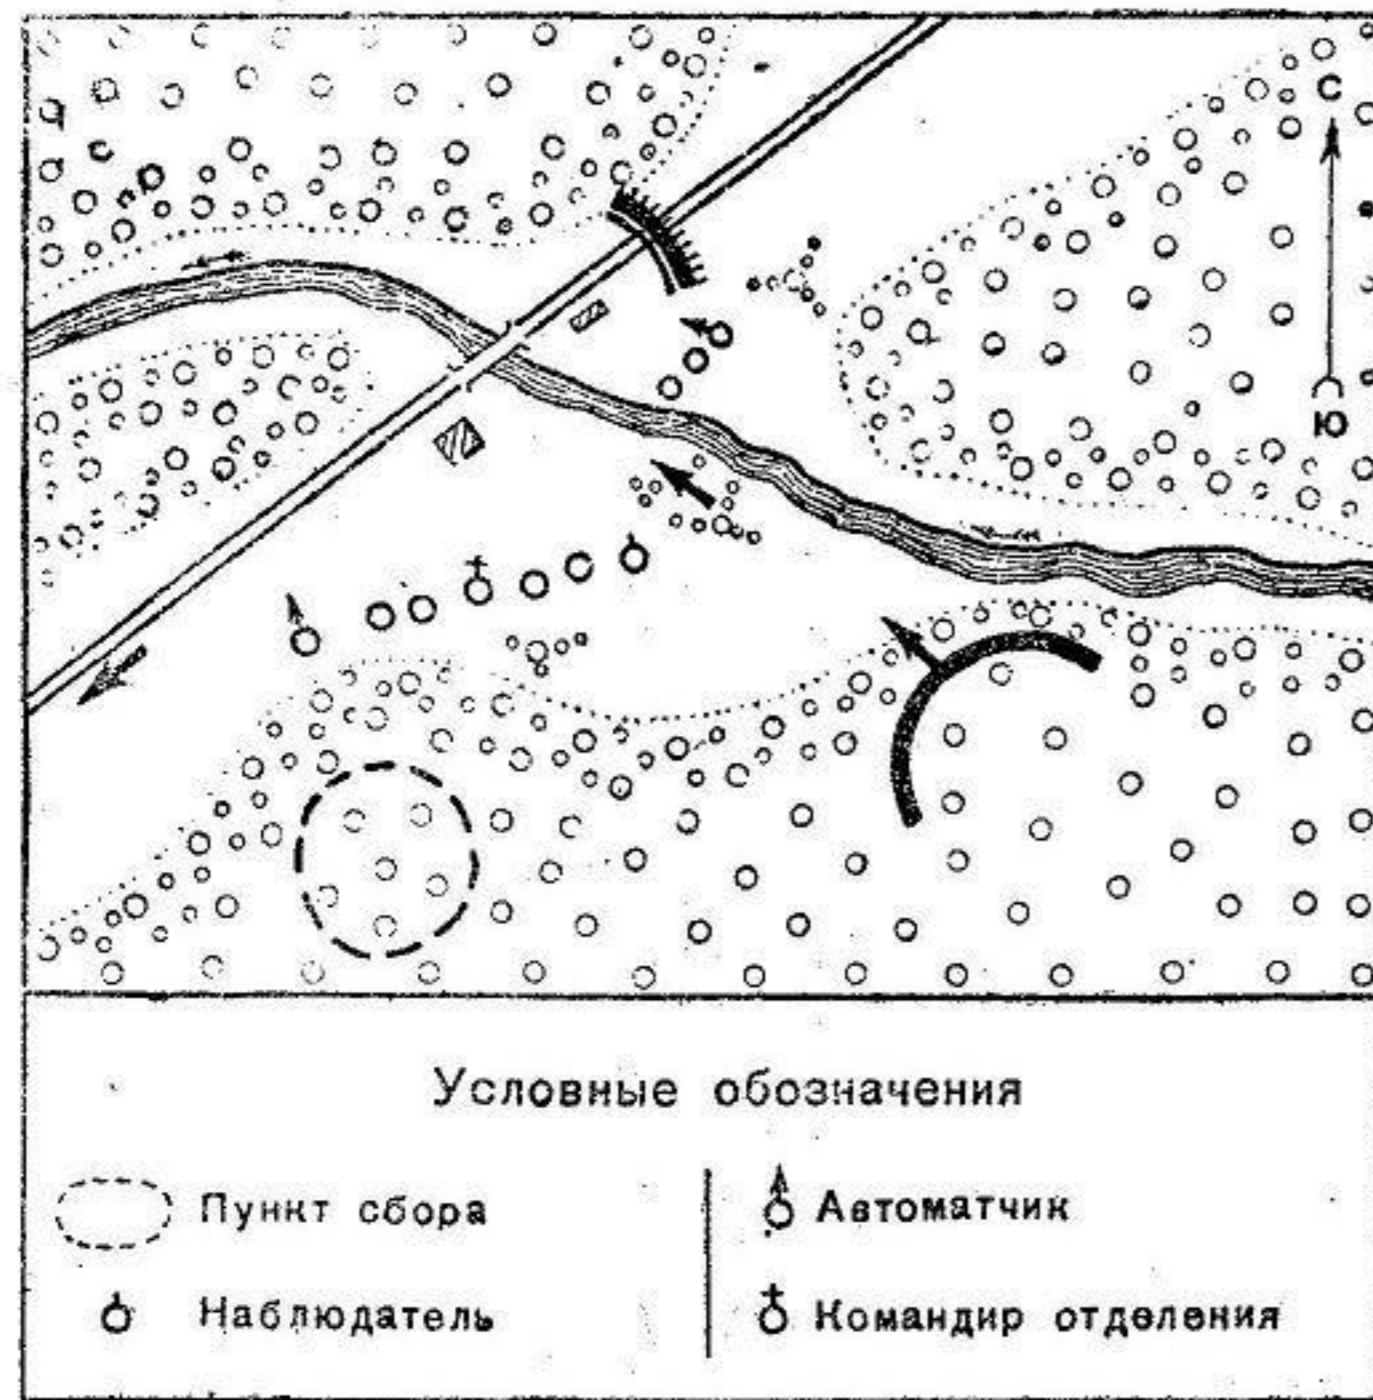 С
Ю
Условные обозначения
Пункт сбора
Автоматчик
Наблюдатель
Командир отделения